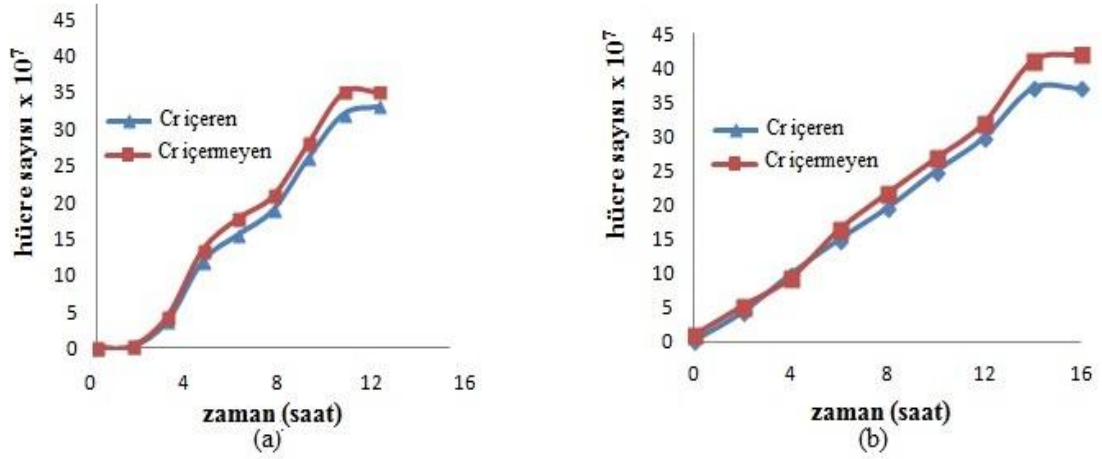 hücre sayısı x 10⁷
45
40
35
30
25
20
15
10
5
0
Cr içeren
Cr içermeyen
0 4 8 12 16
zaman (saat)
(a)
hücre sayısı x 10⁷
45
40
35
30
25
20
15
10
5
0
Cr içeren
Cr içermeyen
0 4 8 12 16
zaman (saat)
(b)